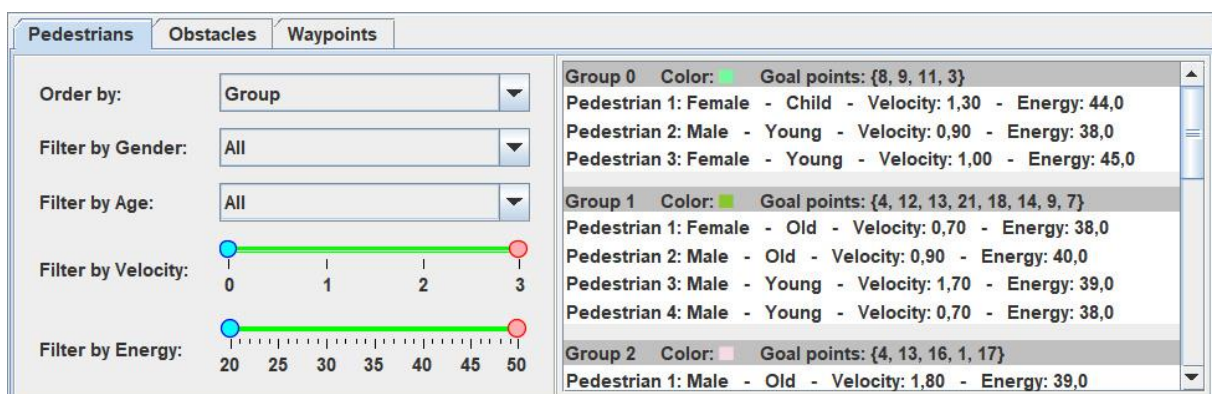 Pedestrians Obstacles Waypoints
Order by: Group
Filter by Gender: All
Filter by Age: All
Filter by Velocity:
0 1 2 3
Filter by Energy:
20 25 30 35 40 45 50
Group 0 Color: Goal points: {8, 9, 11, 3}
Pedestrian 1: Female - Child - Velocity: 1,30 - Energy: 44,0
Pedestrian 2: Male - Young - Velocity: 0,90 - Energy: 38,0
Pedestrian 3: Female - Young - Velocity: 1,00 - Energy: 45,0
Group 1 Color: Goal points: {4, 12, 13, 21, 18, 14, 9, 7}
Pedestrian 1: Female - Old - Velocity: 0,70 - Energy: 38,0
Pedestrian 2: Male - Old - Velocity: 0,90 - Energy: 40,0
Pedestrian 3: Male - Young - Velocity: 1,70 - Energy: 39,0
Pedestrian 4: Male - Young - Velocity: 0,70 - Energy: 38,0
Group 2 Color: Goal points: {4, 13, 16, 1, 17}
Pedestrian 1: Male - Old - Velocity: 1,80 - Energy: 39,0